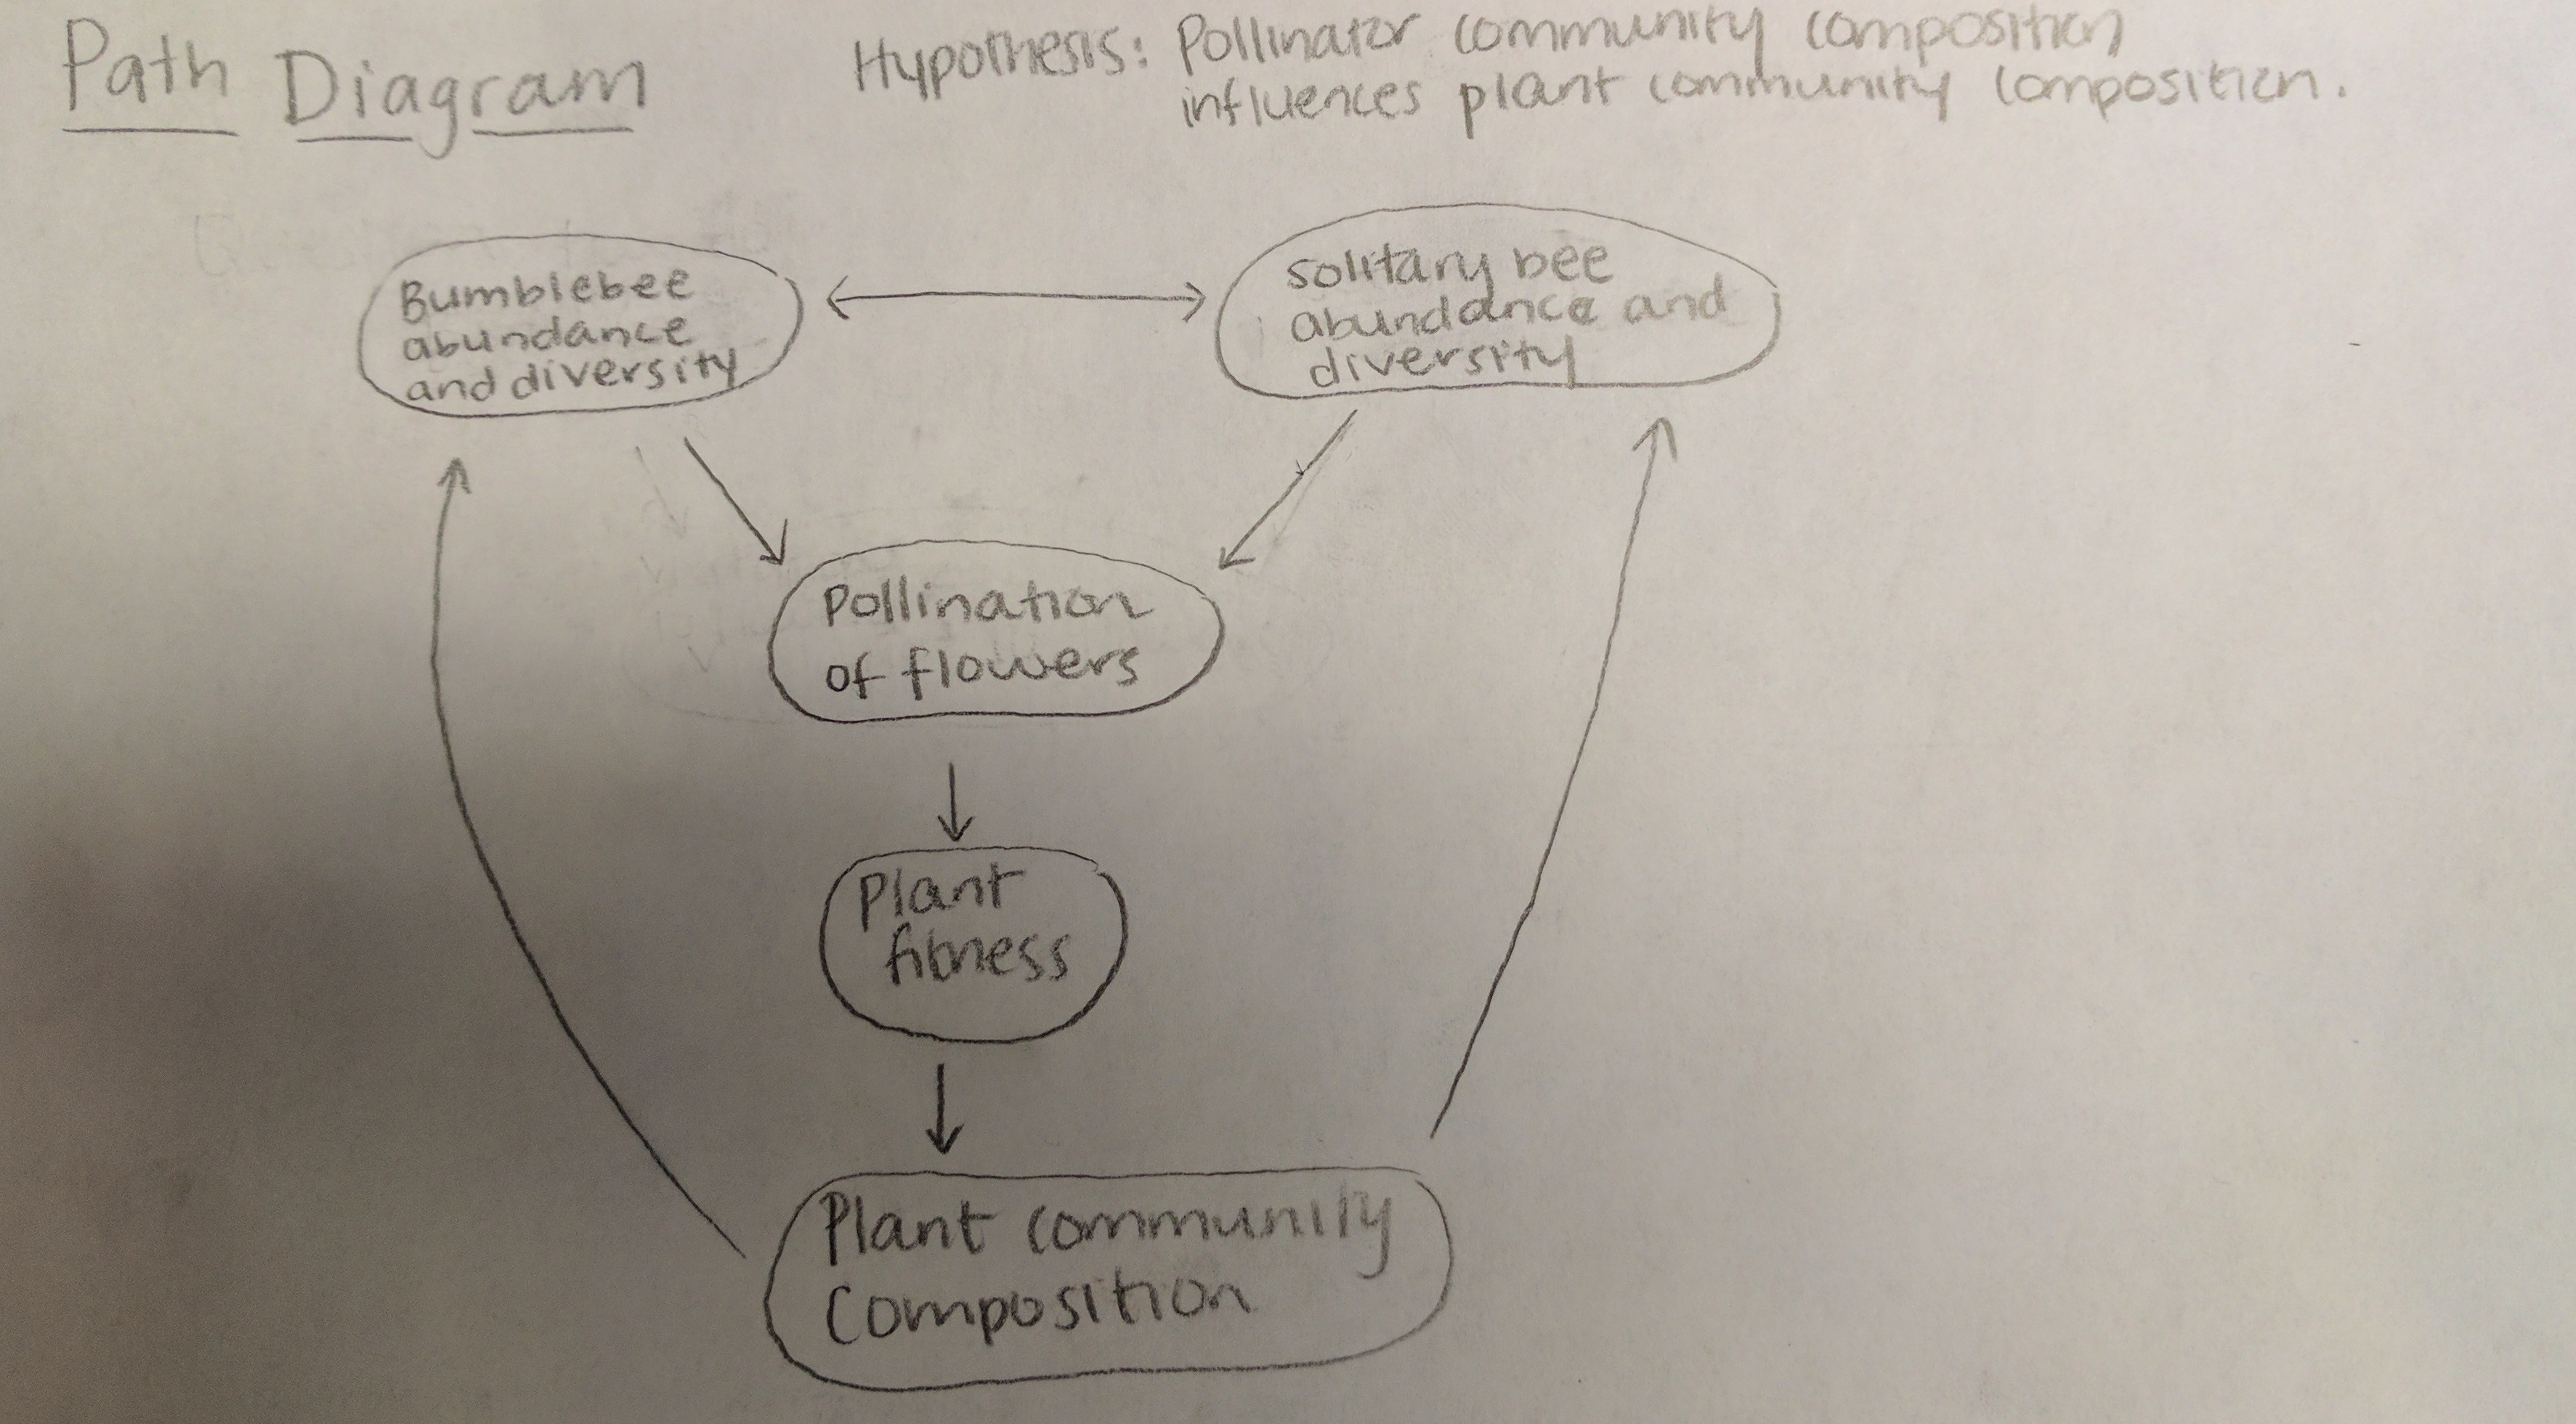 Path Diagram
Hypothesis: Pollinator community composition
influences plant community composition.
Bumblebee
abundance
and diversity
solitary bee
abundance and
diversity
Pollination
of flowers
Plant
fitness
Plant community
Composition